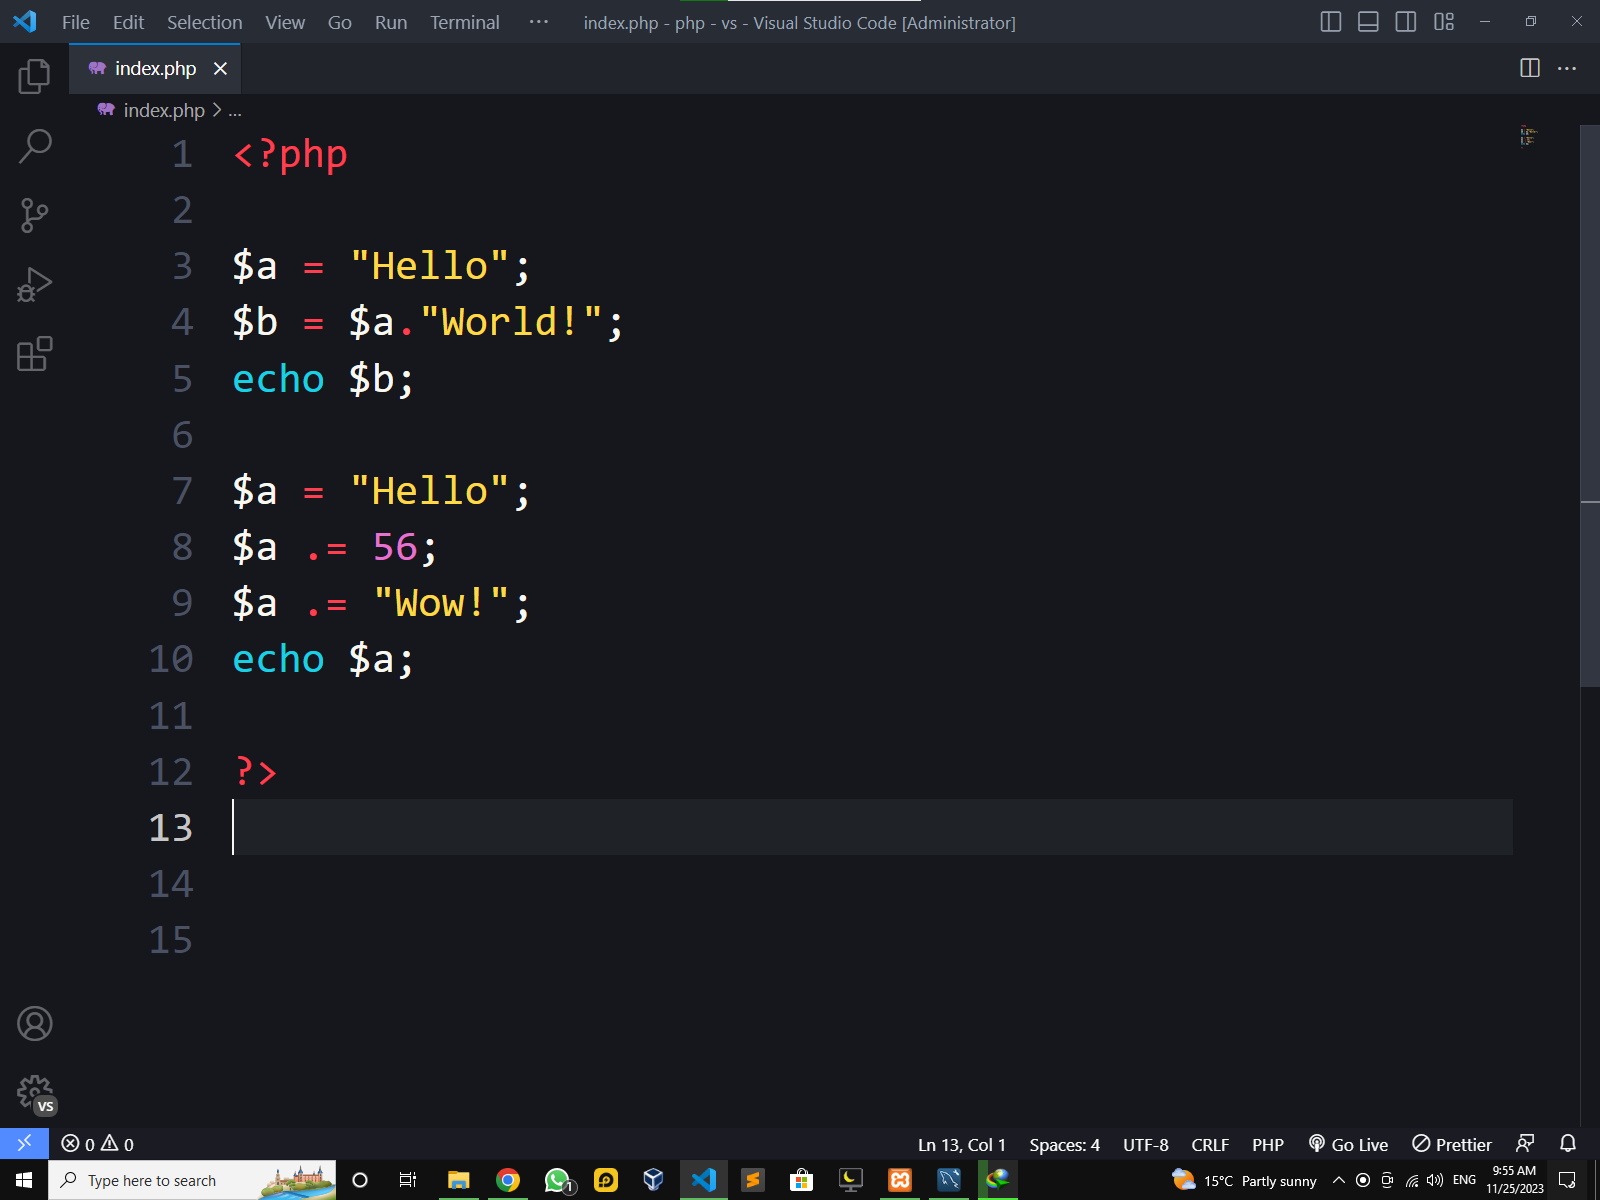 File Edit Selection View Go Run Terminal ··· index.php - php - vs - Visual Studio Code [Administrator]
index.php
index.php > ...
1 <?php
2
3 $a = "Hello";
4 $b = $a."World!";
5 echo $b;
6
7 $a = "Hello";
8 $a .= 56;
9 $a .= "Wow!";
10 echo $a;
11
12 ?>
13
14
15
VS
0 0 Ln 13, Col 1 Spaces: 4 UTF-8 CRLF PHP Go Live Prettier
Type here to search 1 15°C Partly sunny ENG 9:55 AM
11/25/2023